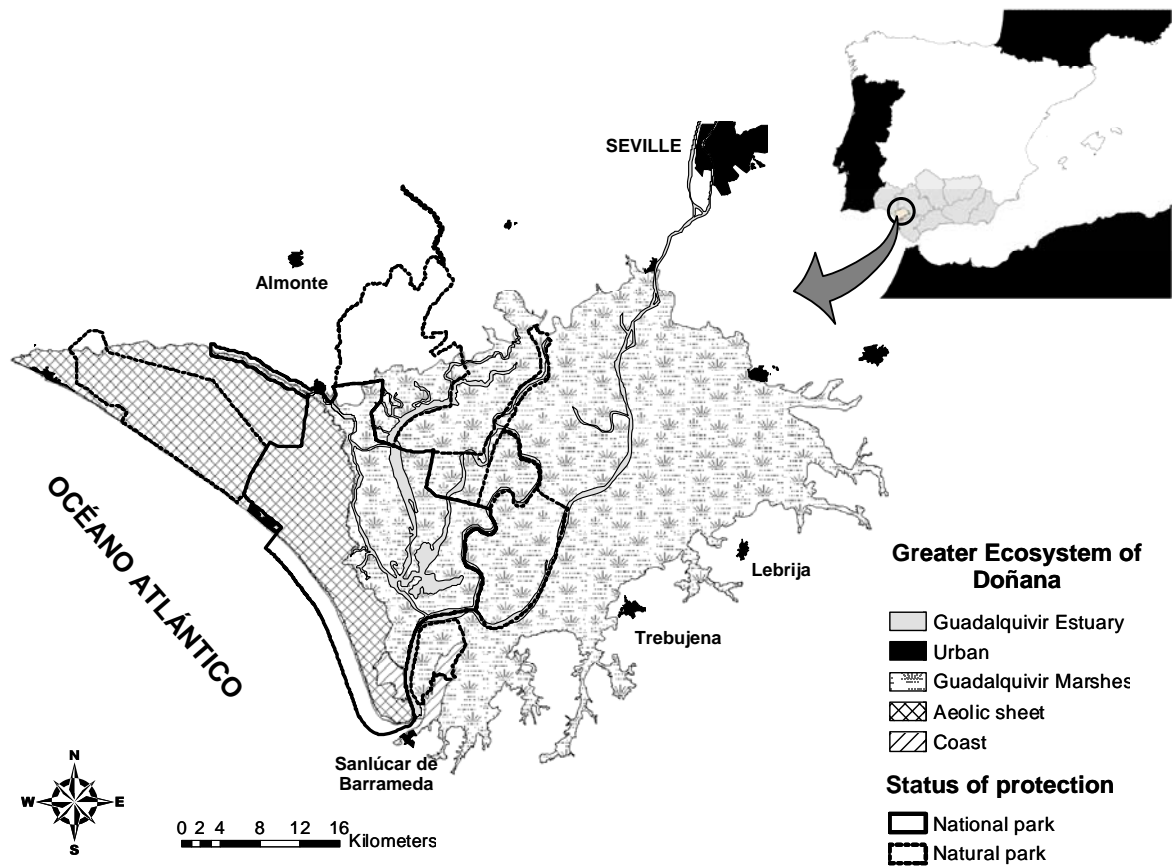 SEVILLE
Almonte
OCÉANO ATLÁNTICO
Lebrija
Trebujena
Sanlúcar de
Barrameda
N
W E
S
0 2 4 8 12 16
Kilometers
Greater Ecosystem of
Doñana
Guadalquivir Estuary
Urban
Guadalquivir Marshes
Aeolic sheet
Coast
Status of protection
National park
Natural park